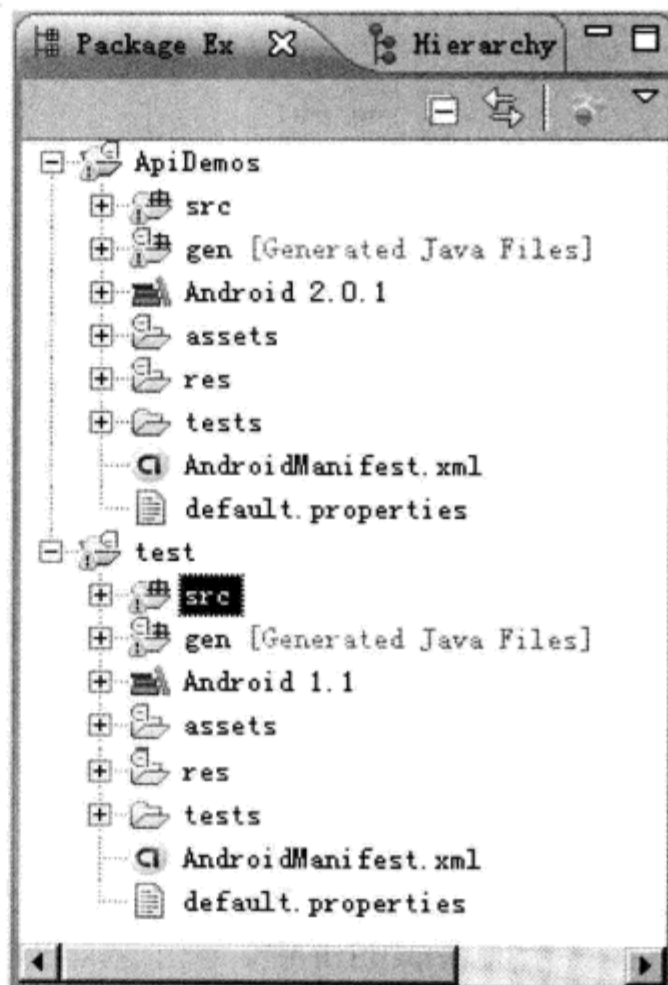 Package Ex Hierarchy
ApiDemos
src
gen [Generated Java Files]
Android 2.0.1
assets
res
tests
AndroidManifest.xml
default.properties
test
src
gen [Generated Java Files]
Android 1.1
assets
res
tests
AndroidManifest.xml
default.properties